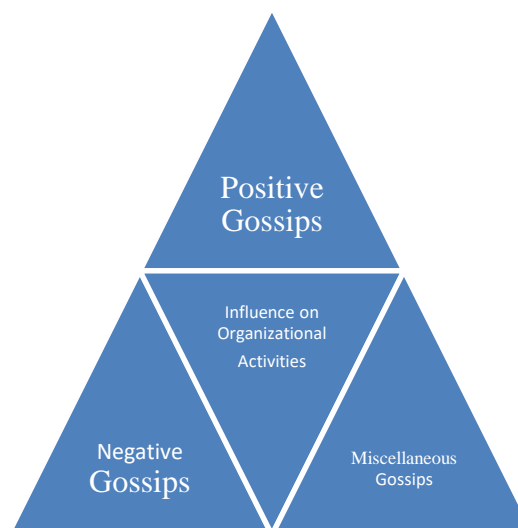 Positive
Gossips
Influence on
Organizational
Activities
Negative
Gossips
Miscellaneous
Gossips